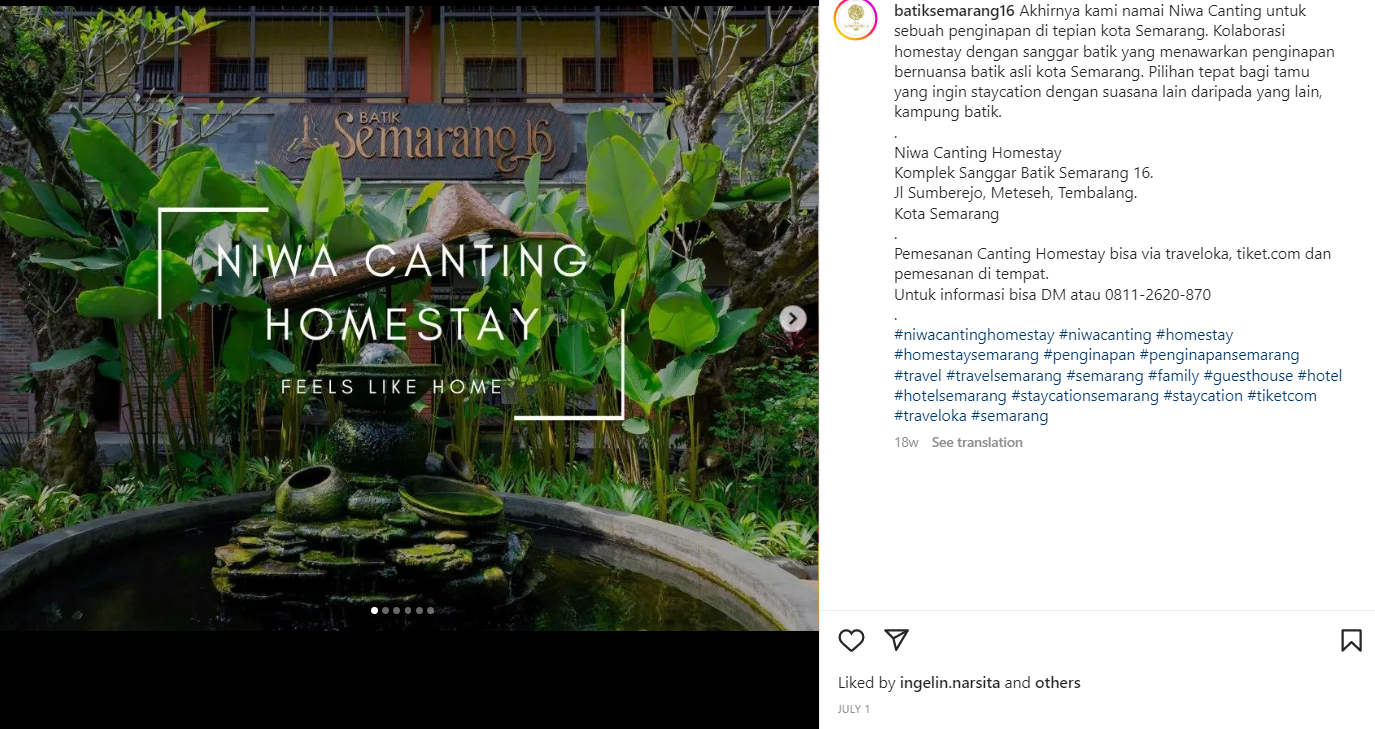 BATIK
Semarang 16
NIWA CANTING
HOMESTAY
FEELS LIKE HOME
batiksemarang16 Akhirnya kami namai Niwa Canting untuk
sebuah penginapan di tepian kota Semarang. Kolaborasi
homestay dengan sanggar batik yang menawarkan penginapan
bernuansa batik asli kota Semarang. Pilihan tepat bagi tamu
yang ingin staycation dengan suasana lain daripada yang lain,
kampung batik.
.
Niwa Canting Homestay
Komplek Sanggar Batik Semarang 16.
Jl Sumberejo, Meteseh, Tembalang.
Kota Semarang
.
Pemesanan Canting Homestay bisa via traveloka, tiket.com dan
pemesanan di tempat.
Untuk informasi bisa DM atau 0811-2620-870
.
#niwacantinghomestay #niwacanting #homestay
#homestaysemarang #penginapan #penginapansemarang
#travel #travelsemarang #semarang #family #guesthouse #hotel
#hotelsemarang #staycationsemarang #staycation #tiketcom
#traveloka #semarang
18w See translation
Liked by ingelin.narsita and others
JULY 1